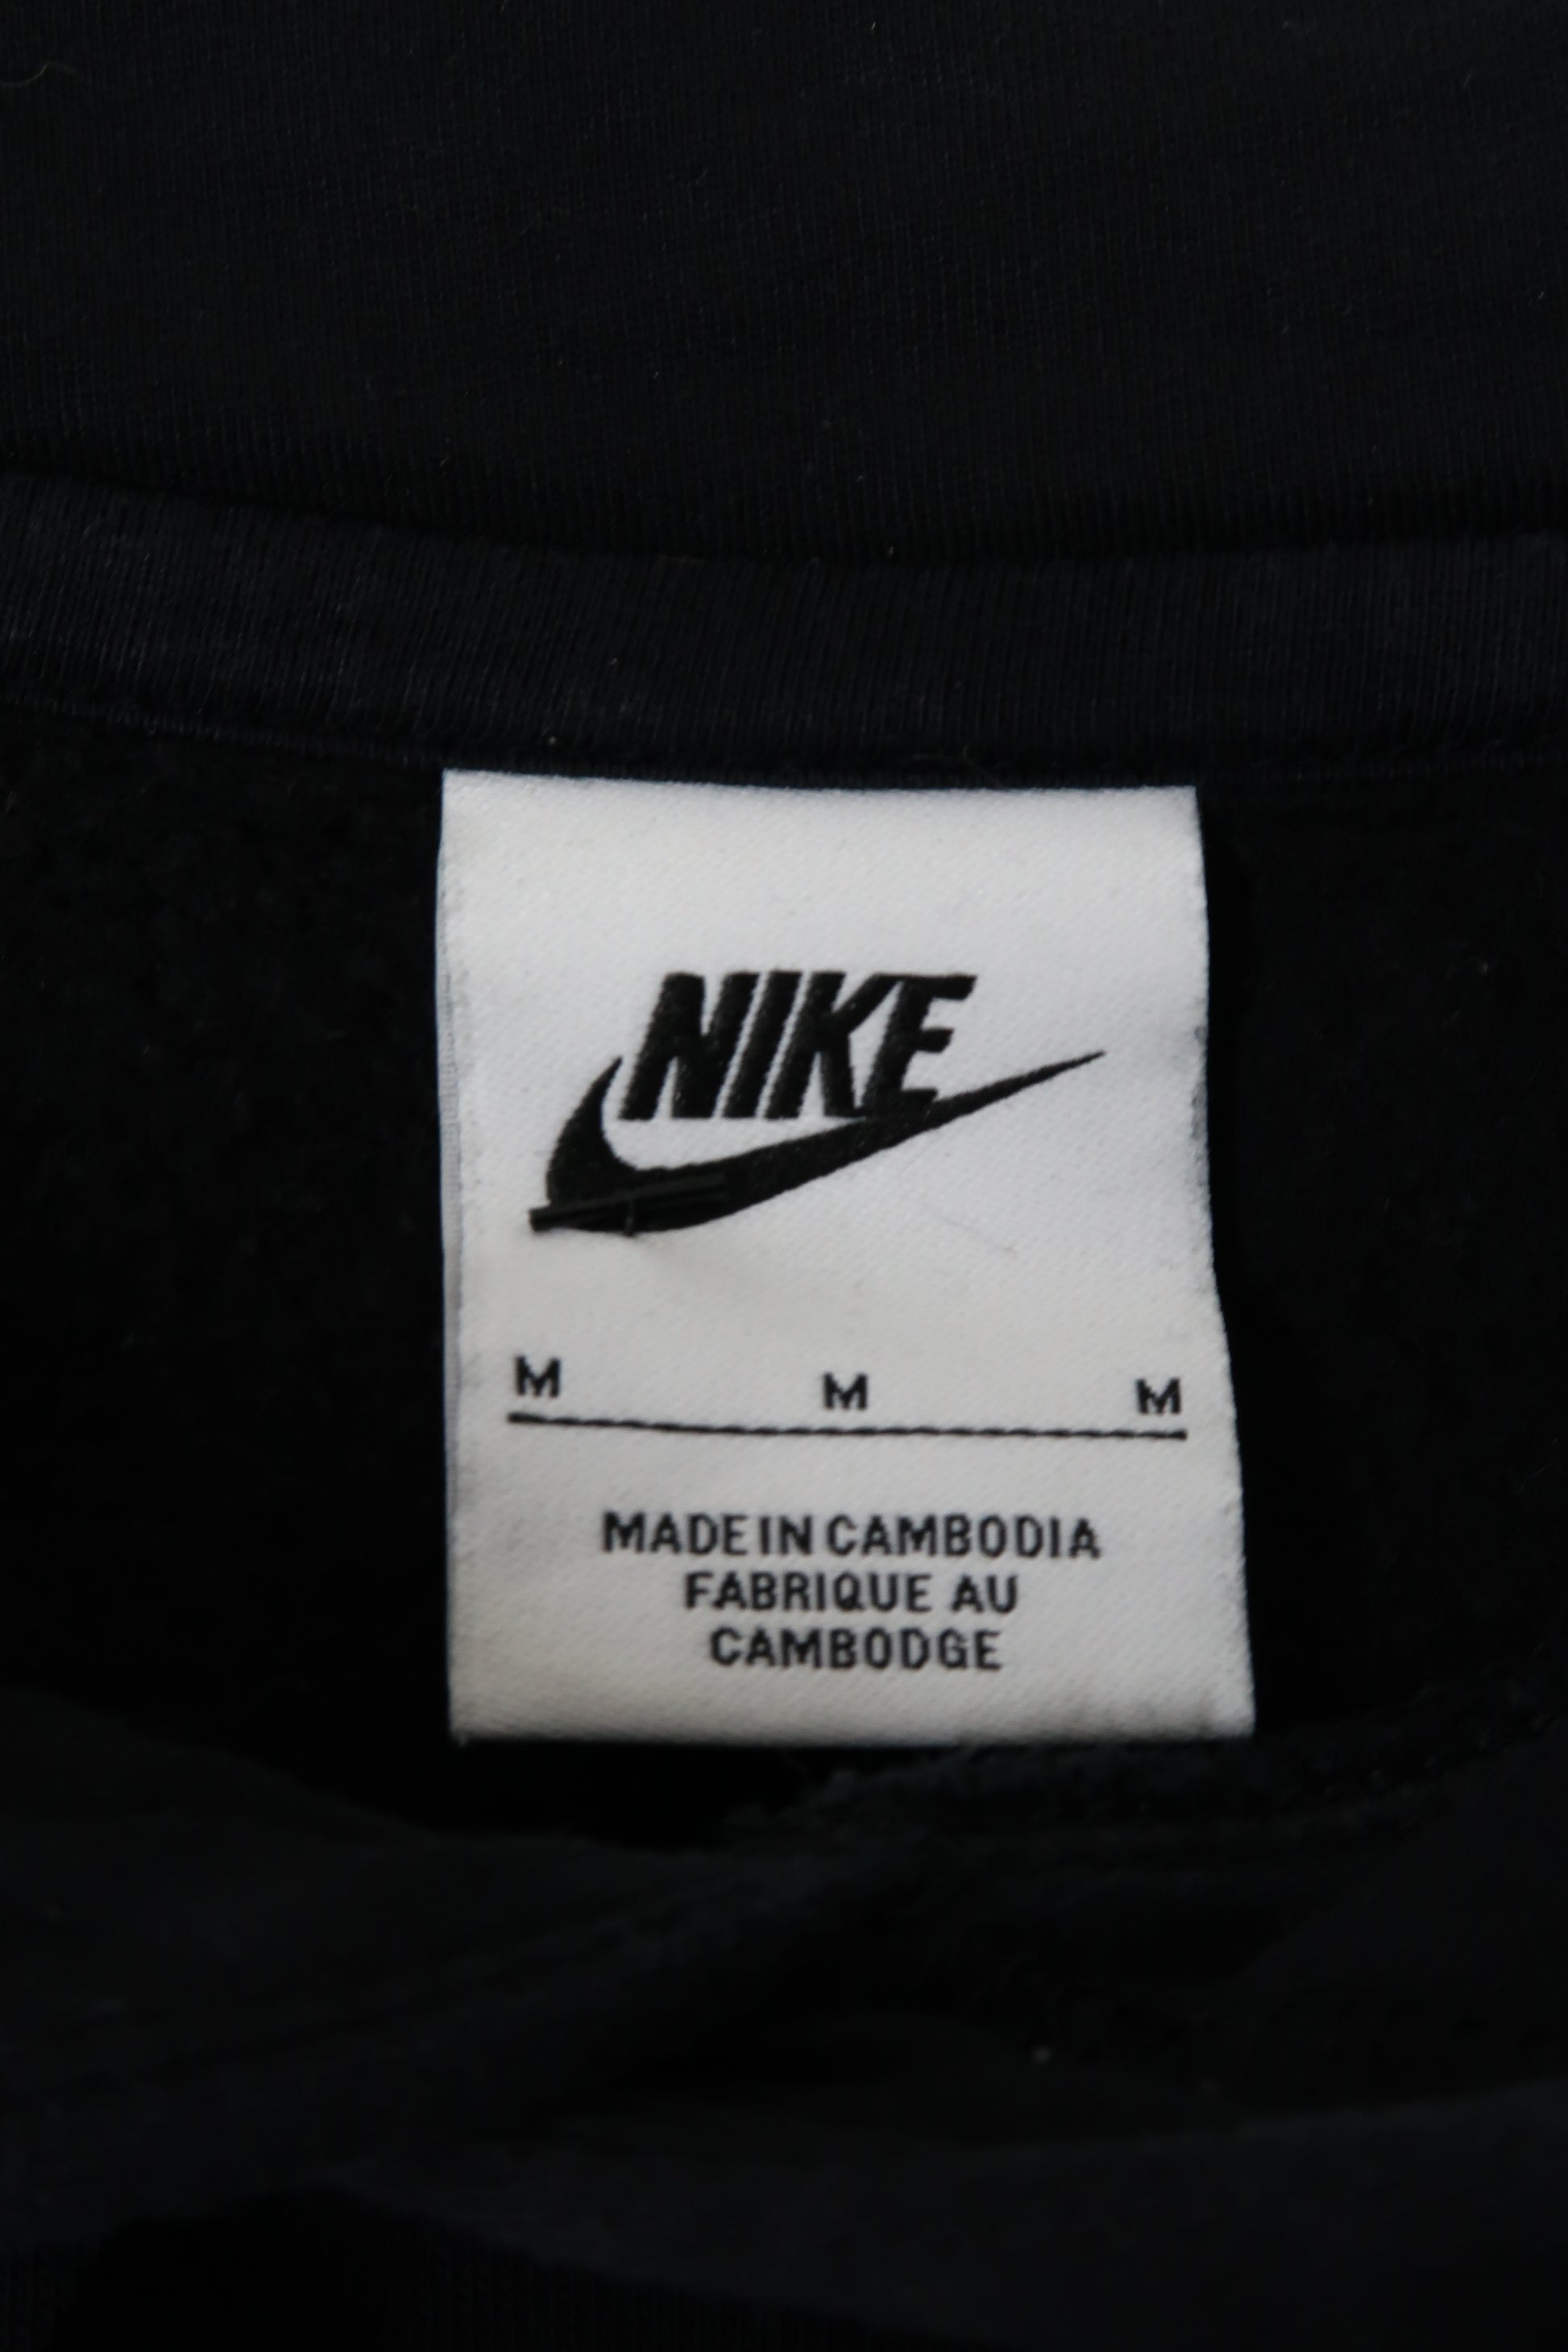 NIKE
M M M
MADE IN CAMBODIA
FABRIQUE AU
CAMBODGE